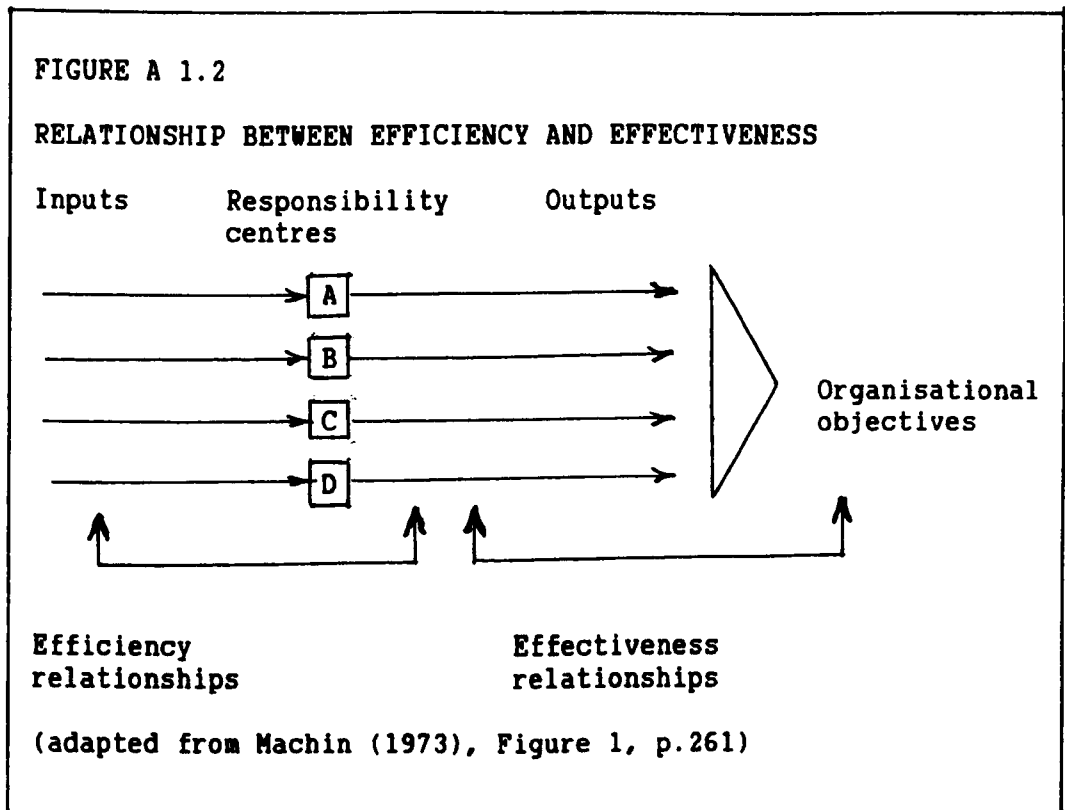 FIGURE A 1.2
RELATIONSHIP BETWEEN EFFICIENCY AND EFFECTIVENESS
Inputs Responsibility centres Outputs
A
B
C
D
Organisational
objectives
Efficiency
relationships
Effectiveness
relationships
(adapted from Machin (1973), Figure 1, p.261)